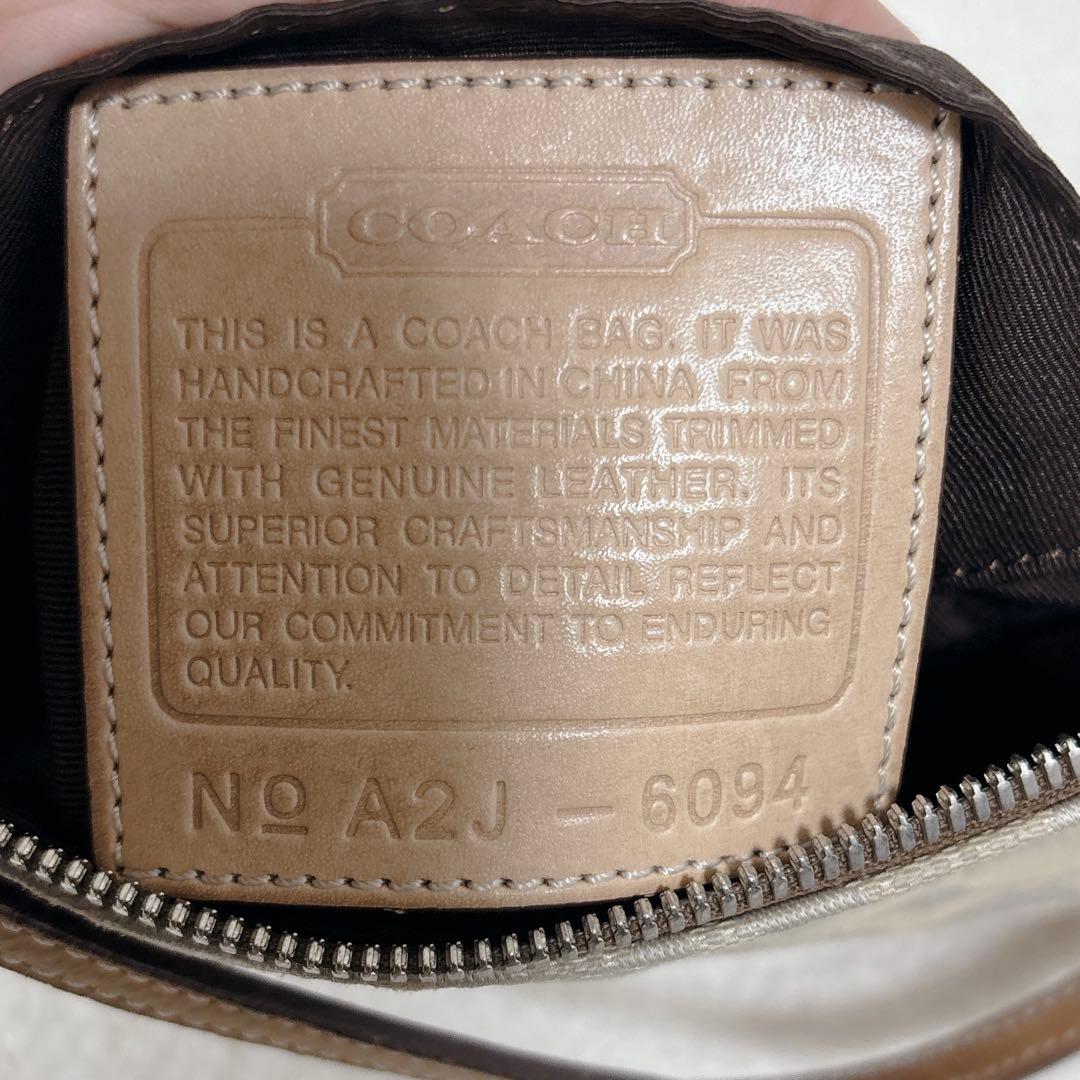 COACH
THIS IS A COACH BAG. IT WAS
HANDCRAFTED IN CHINA FROM
THE FINEST MATERIALS TRIMMED
WITH GENUINE LEATHER. ITS
SUPERIOR CRAFTSMANSHIP AND
ATTENTION TO DETAIL REFLECT
OUR COMMITMENT TO ENDURING
QUALITY.
Nº A2J – 6094